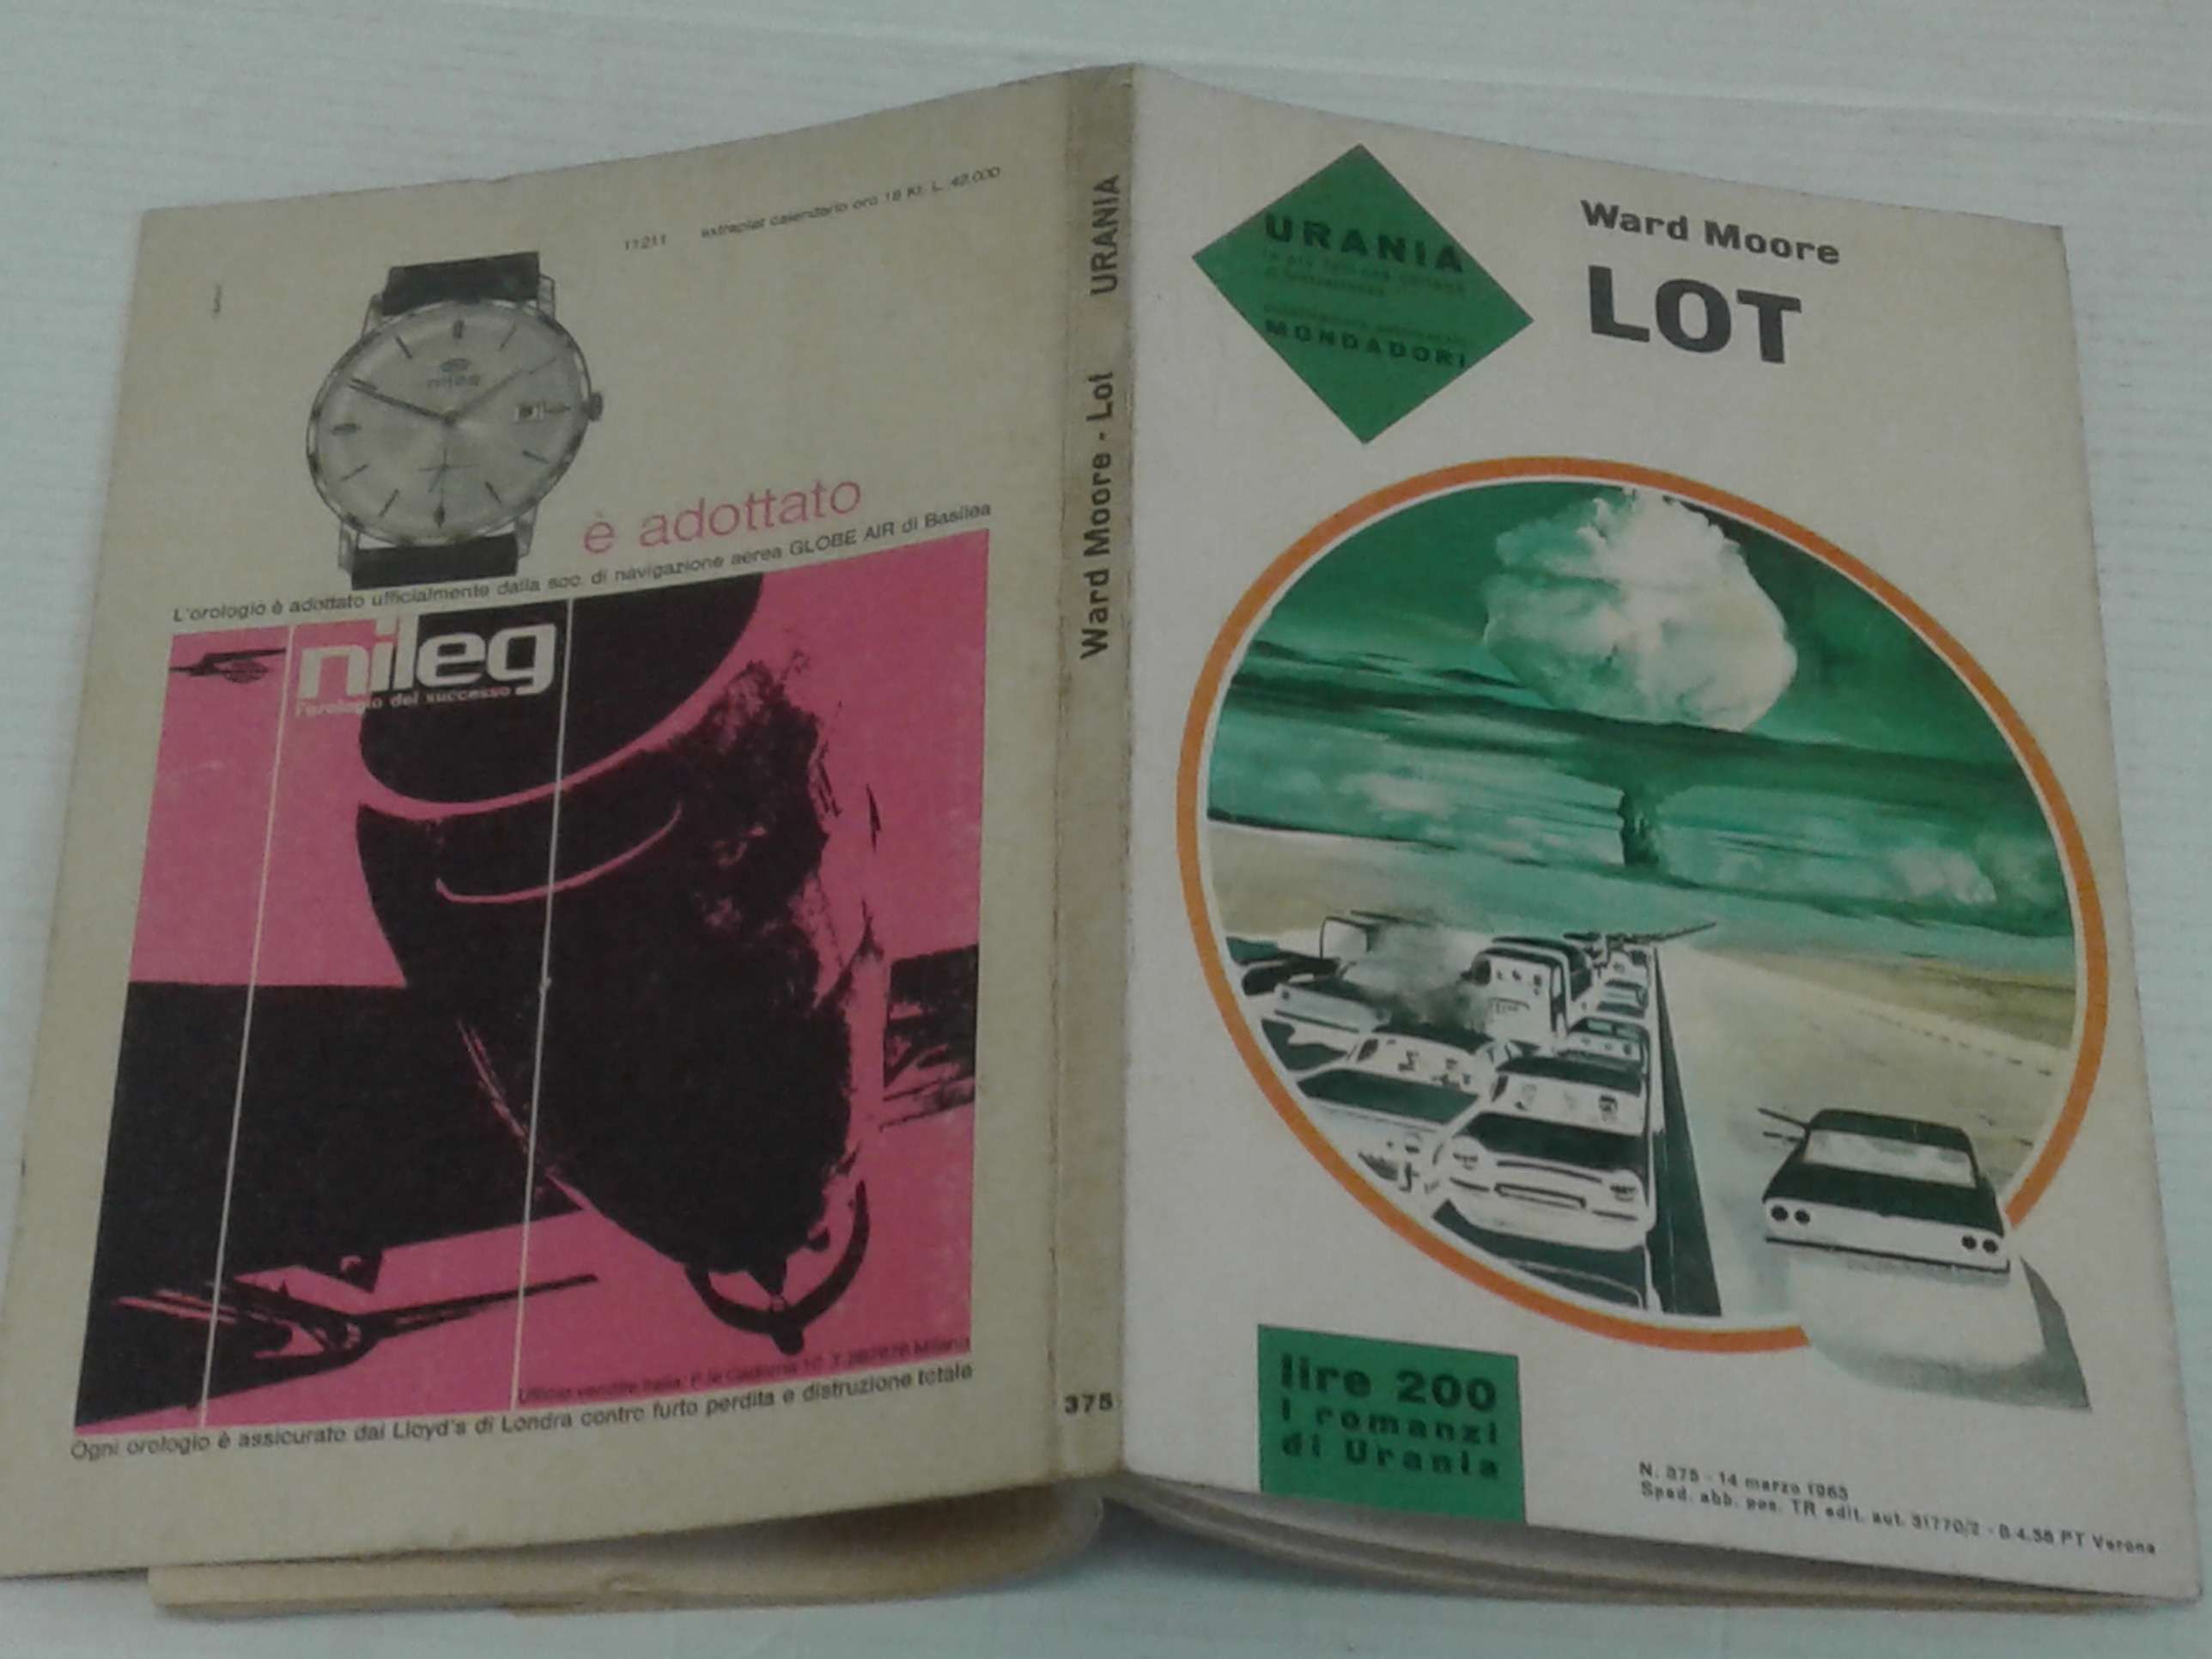 11211 extraplat calendario oro 18 Kt. L. 42.000
nileg
è adottato
L'orologio è adottato ufficialmente dalla soc. di navigazione aerea GLOBE AIR di Basilea
nileg
l'orologio del successo
Ufficio vendite Italia: P.le Cadorna 10 T. Milano
Ogni orologio è assicurato dai Lloyd's di Londra contro furto perdita e distruzione totale
Ward Moore - Lot URANIA
375
URANIA
MONDADORI
Ward Moore
LOT
lire 200
I romanzi
di Urania
N. 375 - 14 marzo 1965
Sped. abb. pos. TR edit. aut. 31770/2 - 8-4.58 PT Verona